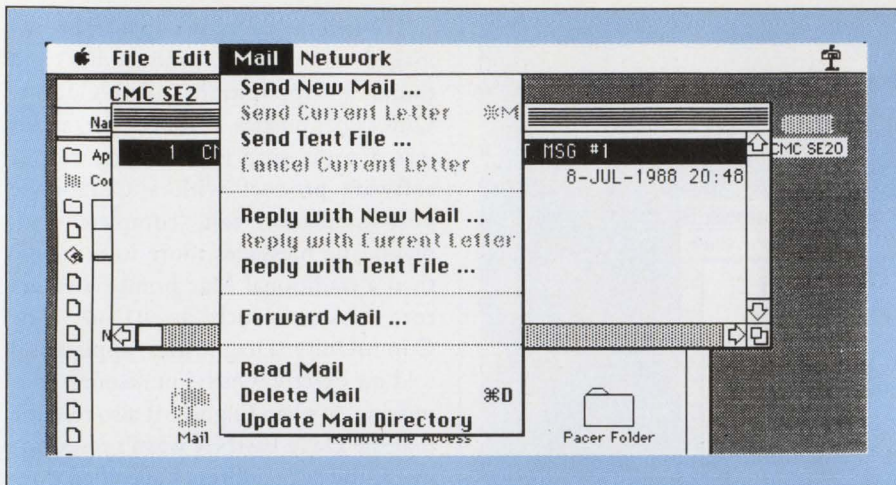 File Edit Mail Network
CMC SE2
Send New Mail ...
Send Current Letter ⌘M
Send Text File ...
Cancel Current Letter
Reply with New Mail ...
Reply with Current Letter
Reply with Text File ...
Forward Mail ...
Read Mail
Delete Mail ⌘D
Update Mail Directory
1
MSG #1
8-JUL-1988 20:48
CMC SE20
Mail
Remote File Access
Pacer Folder